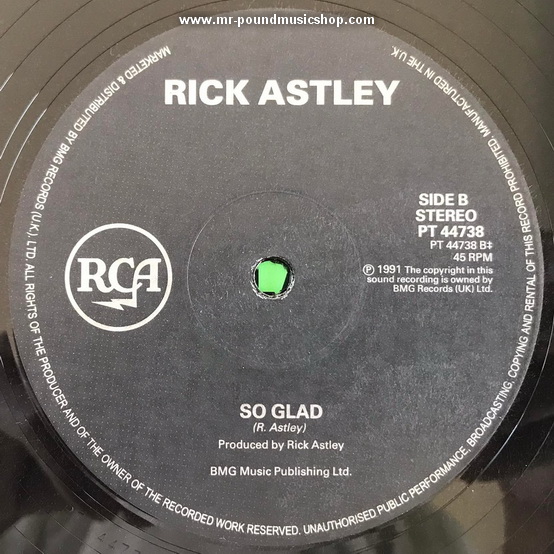 www.mr-poundmusicshop.com
MARKETED & DISTRIBUTED BY BMG RECORDS (U.K.), LTD. ALL RIGHTS OF THE PRODUCER AND OF THE OWNER OF THE RECORDED WORK RESERVED. UNAUTHORISED PUBLIC PERFORMANCE, BROADCASTING, COPYING AND RENTAL OF THIS RECORD PROHIBITED. MANUFACTURED IN THE U.K.
RICK ASTLEY
SIDE B
STEREO
PT 44738
PT 44738 B‡
45 RPM
RCA
℗ 1991 The copyright in this
sound recording is owned by
BMG Records (UK) Ltd.
SO GLAD
(R. Astley)
Produced by Rick Astley
BMG Music Publishing Ltd.